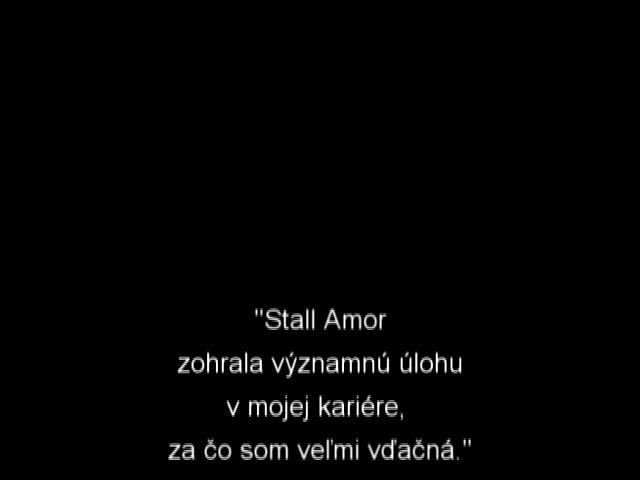 "Stall Amor
zohrala významnú úlohu
v mojej kariére,
za čo som veľmi vďačná."